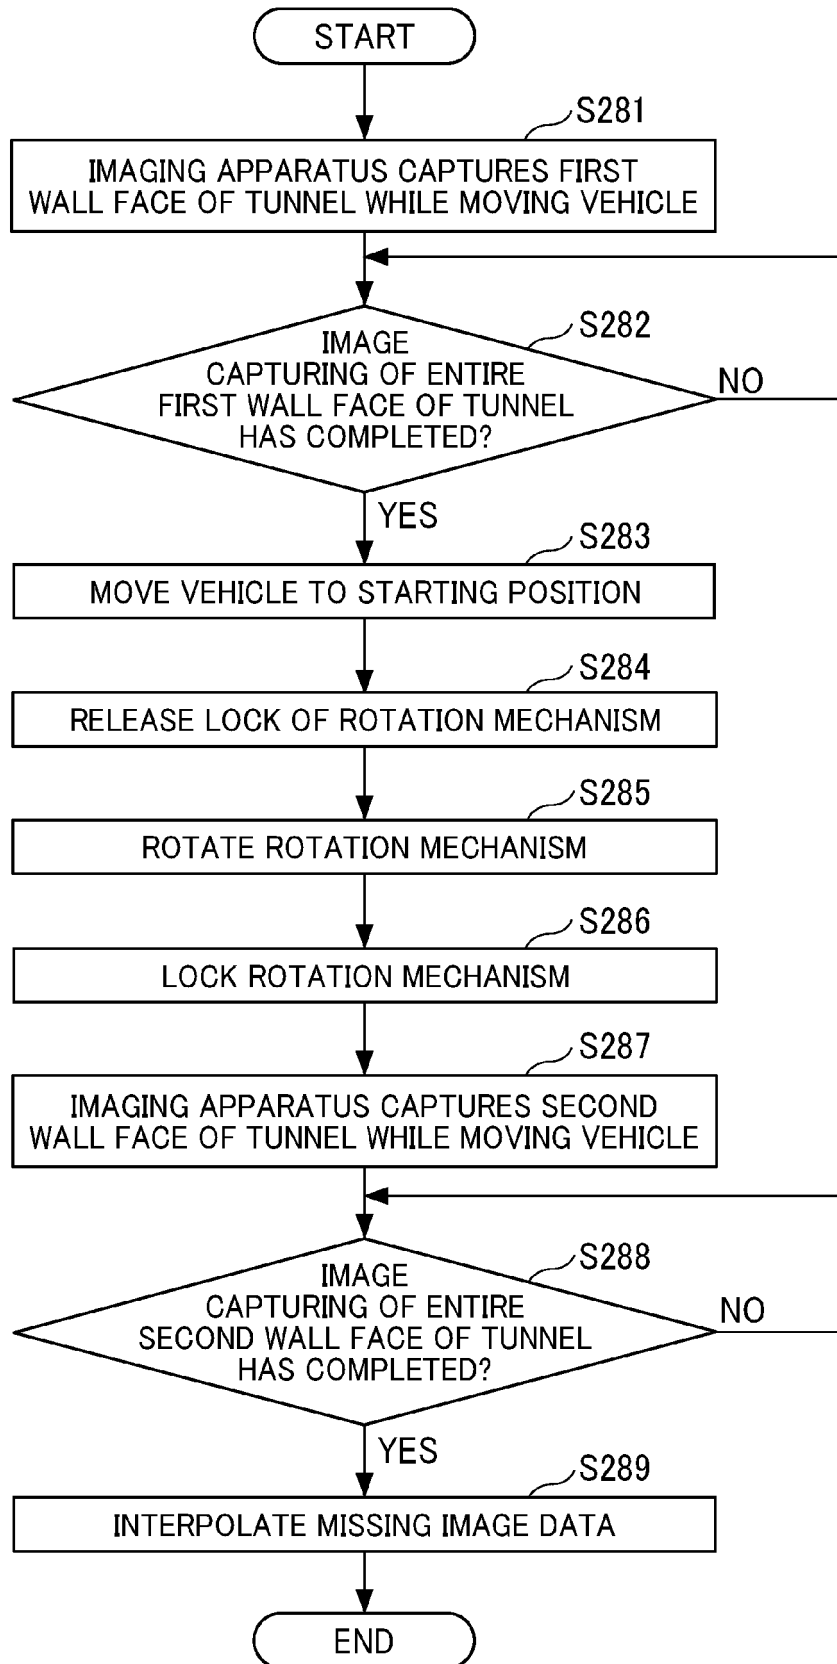 START
S281
IMAGING APPARATUS CAPTURES FIRST
WALL FACE OF TUNNEL WHILE MOVING VEHICLE
S282
IMAGE
CAPTURING OF ENTIRE
FIRST WALL FACE OF TUNNEL
HAS COMPLETED?
NO
YES
S283
MOVE VEHICLE TO STARTING POSITION
S284
RELEASE LOCK OF ROTATION MECHANISM
S285
ROTATE ROTATION MECHANISM
S286
LOCK ROTATION MECHANISM
S287
IMAGING APPARATUS CAPTURES SECOND
WALL FACE OF TUNNEL WHILE MOVING VEHICLE
S288
IMAGE
CAPTURING OF ENTIRE
SECOND WALL FACE OF TUNNEL
HAS COMPLETED?
NO
YES
S289
INTERPOLATE MISSING IMAGE DATA
END